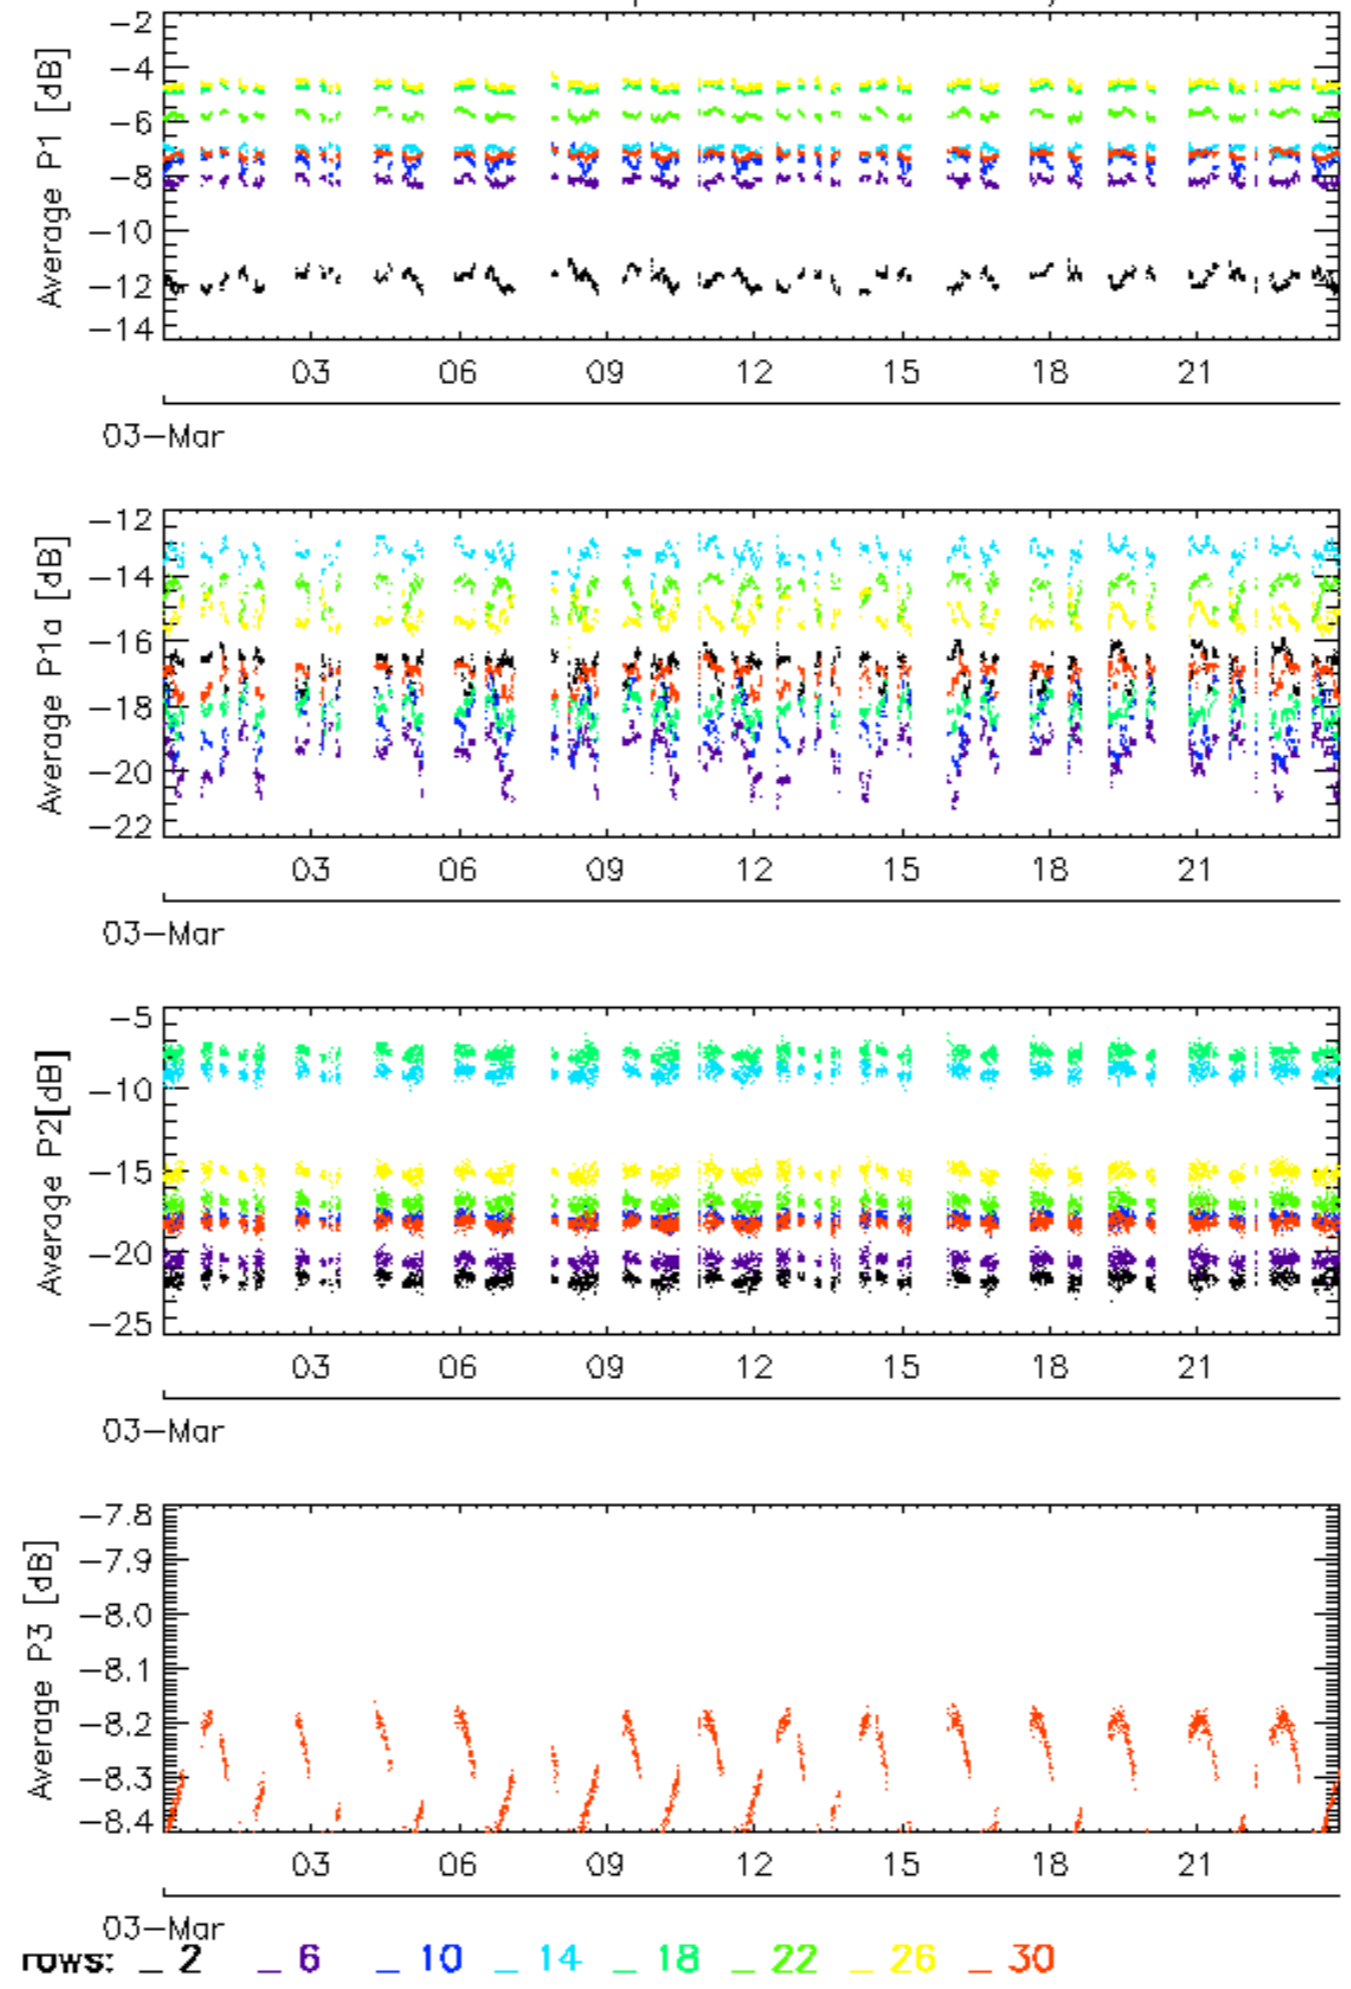 Average P1 [dB]
−2
−4
−6
−8
−10
−12
−14
03 06 09 12 15 18 21
03−Mar
Average P1a [dB]
−12
−14
−16
−18
−20
−22
03 06 09 12 15 18 21
03−Mar
Average P2[dB]
−5
−10
−15
−20
−25
03 06 09 12 15 18 21
03−Mar
Average P3 [dB]
−7.8
−7.9
−8.0
−8.1
−8.2
−8.3
−8.4
03 06 09 12 15 18 21
03−Mar
rows: _ 2 _ 6 _ 10 _ 14 _ 18 _ 22 _ 26 _ 30